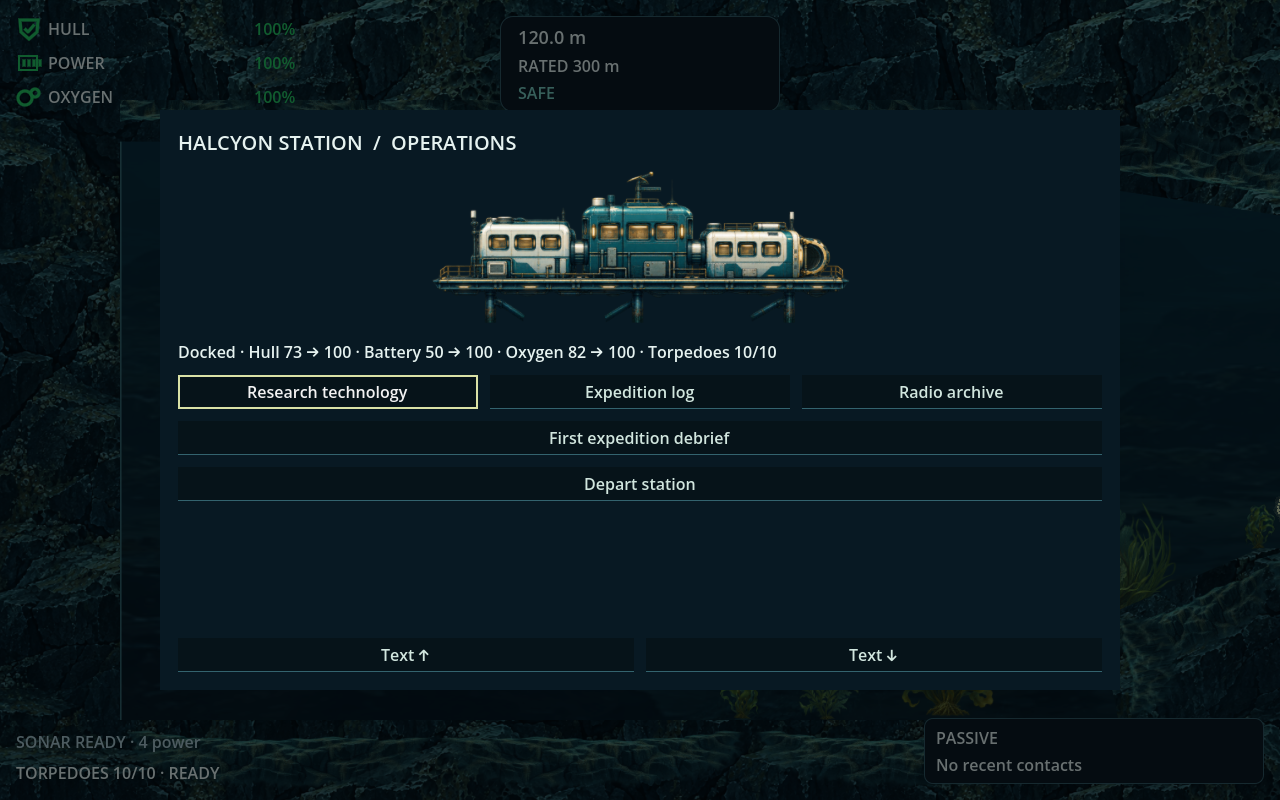 HULL 100%
POWER 100%
OXYGEN 100%
120.0 m
RATED 300 m
SAFE
HALCYON STATION / OPERATIONS
Docked · Hull 73 → 100 · Battery 50 → 100 · Oxygen 82 → 100 · Torpedoes 10/10
Research technology
Expedition log
Radio archive
First expedition debrief
Depart station
Text ↑
Text ↓
SONAR READY · 4 power
TORPEDOES 10/10 · READY
PASSIVE
No recent contacts